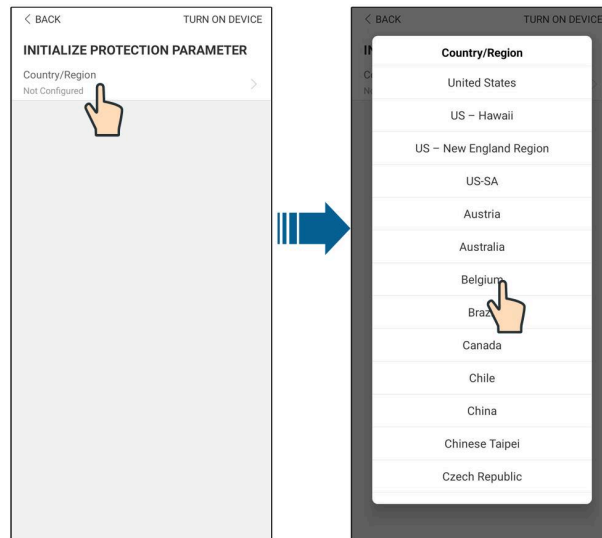 < BACK TURN ON DEVICE
INITIALIZE PROTECTION PARAMETER
Country/Region
Not Configured
< BACK TURN ON DEVICE
Country/Region
United States
US – Hawaii
US – New England Region
US-SA
Austria
Australia
Belgium
Canada
Chile
China
Chinese Taipei
Czech Republic